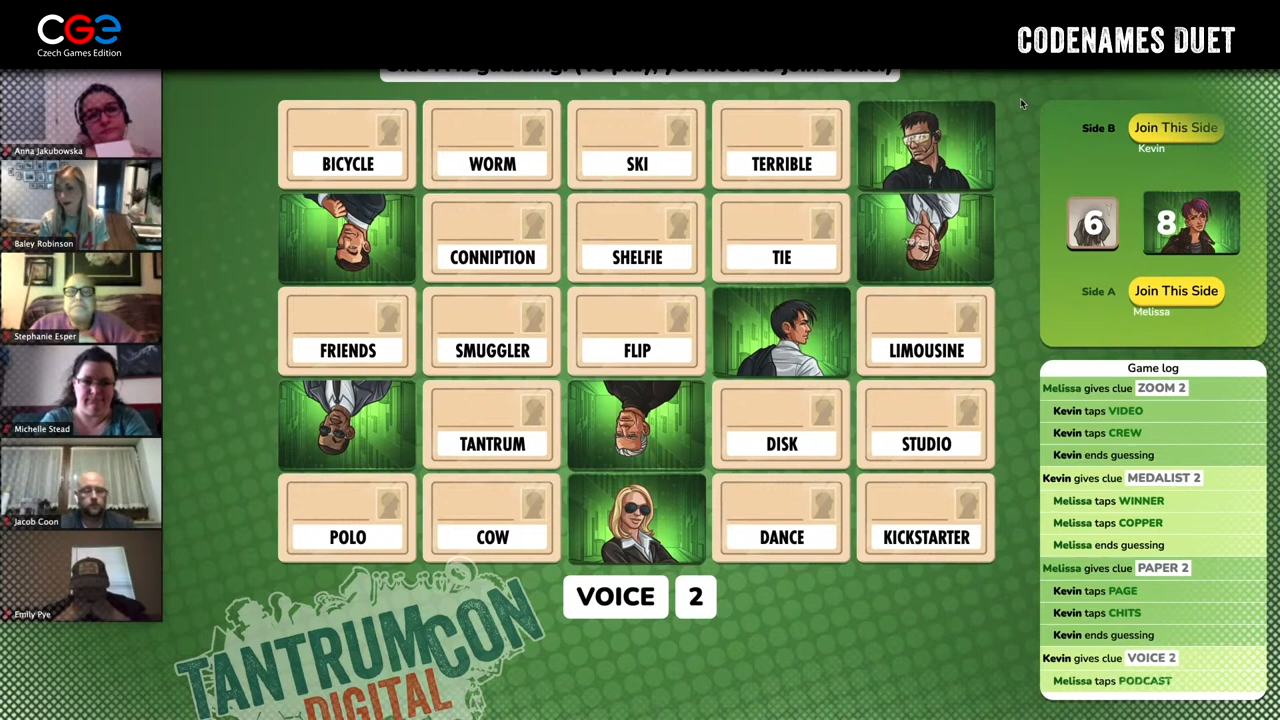 CGE
Czech Games Edition
CODENAMES DUET
Anna Jakubowska
Baley Robinson
Stephanie Esper
Michelle Stead
Jacob Coon
Emily Pye
BICYCLE
WORM
SKI
TERRIBLE
CONNIPTION
SHELFIE
TIE
FRIENDS
SMUGGLER
FLIP
LIMOUSINE
TANTRUM
DISK
STUDIO
POLO
COW
DANCE
KICKSTARTER
VOICE 2
TANTRUMCON
DIGITAL
Side B
Join This Side
Kevin
6
8
Side A
Join This Side
Melissa
Game log
Melissa gives clue ZOOM 2
Kevin taps VIDEO
Kevin taps CREW
Kevin ends guessing
Kevin gives clue MEDALIST 2
Melissa taps WINNER
Melissa taps COPPER
Melissa ends guessing
Melissa gives clue PAPER 2
Kevin taps PAGE
Kevin taps CHITS
Kevin ends guessing
Kevin gives clue VOICE 2
Melissa taps PODCAST